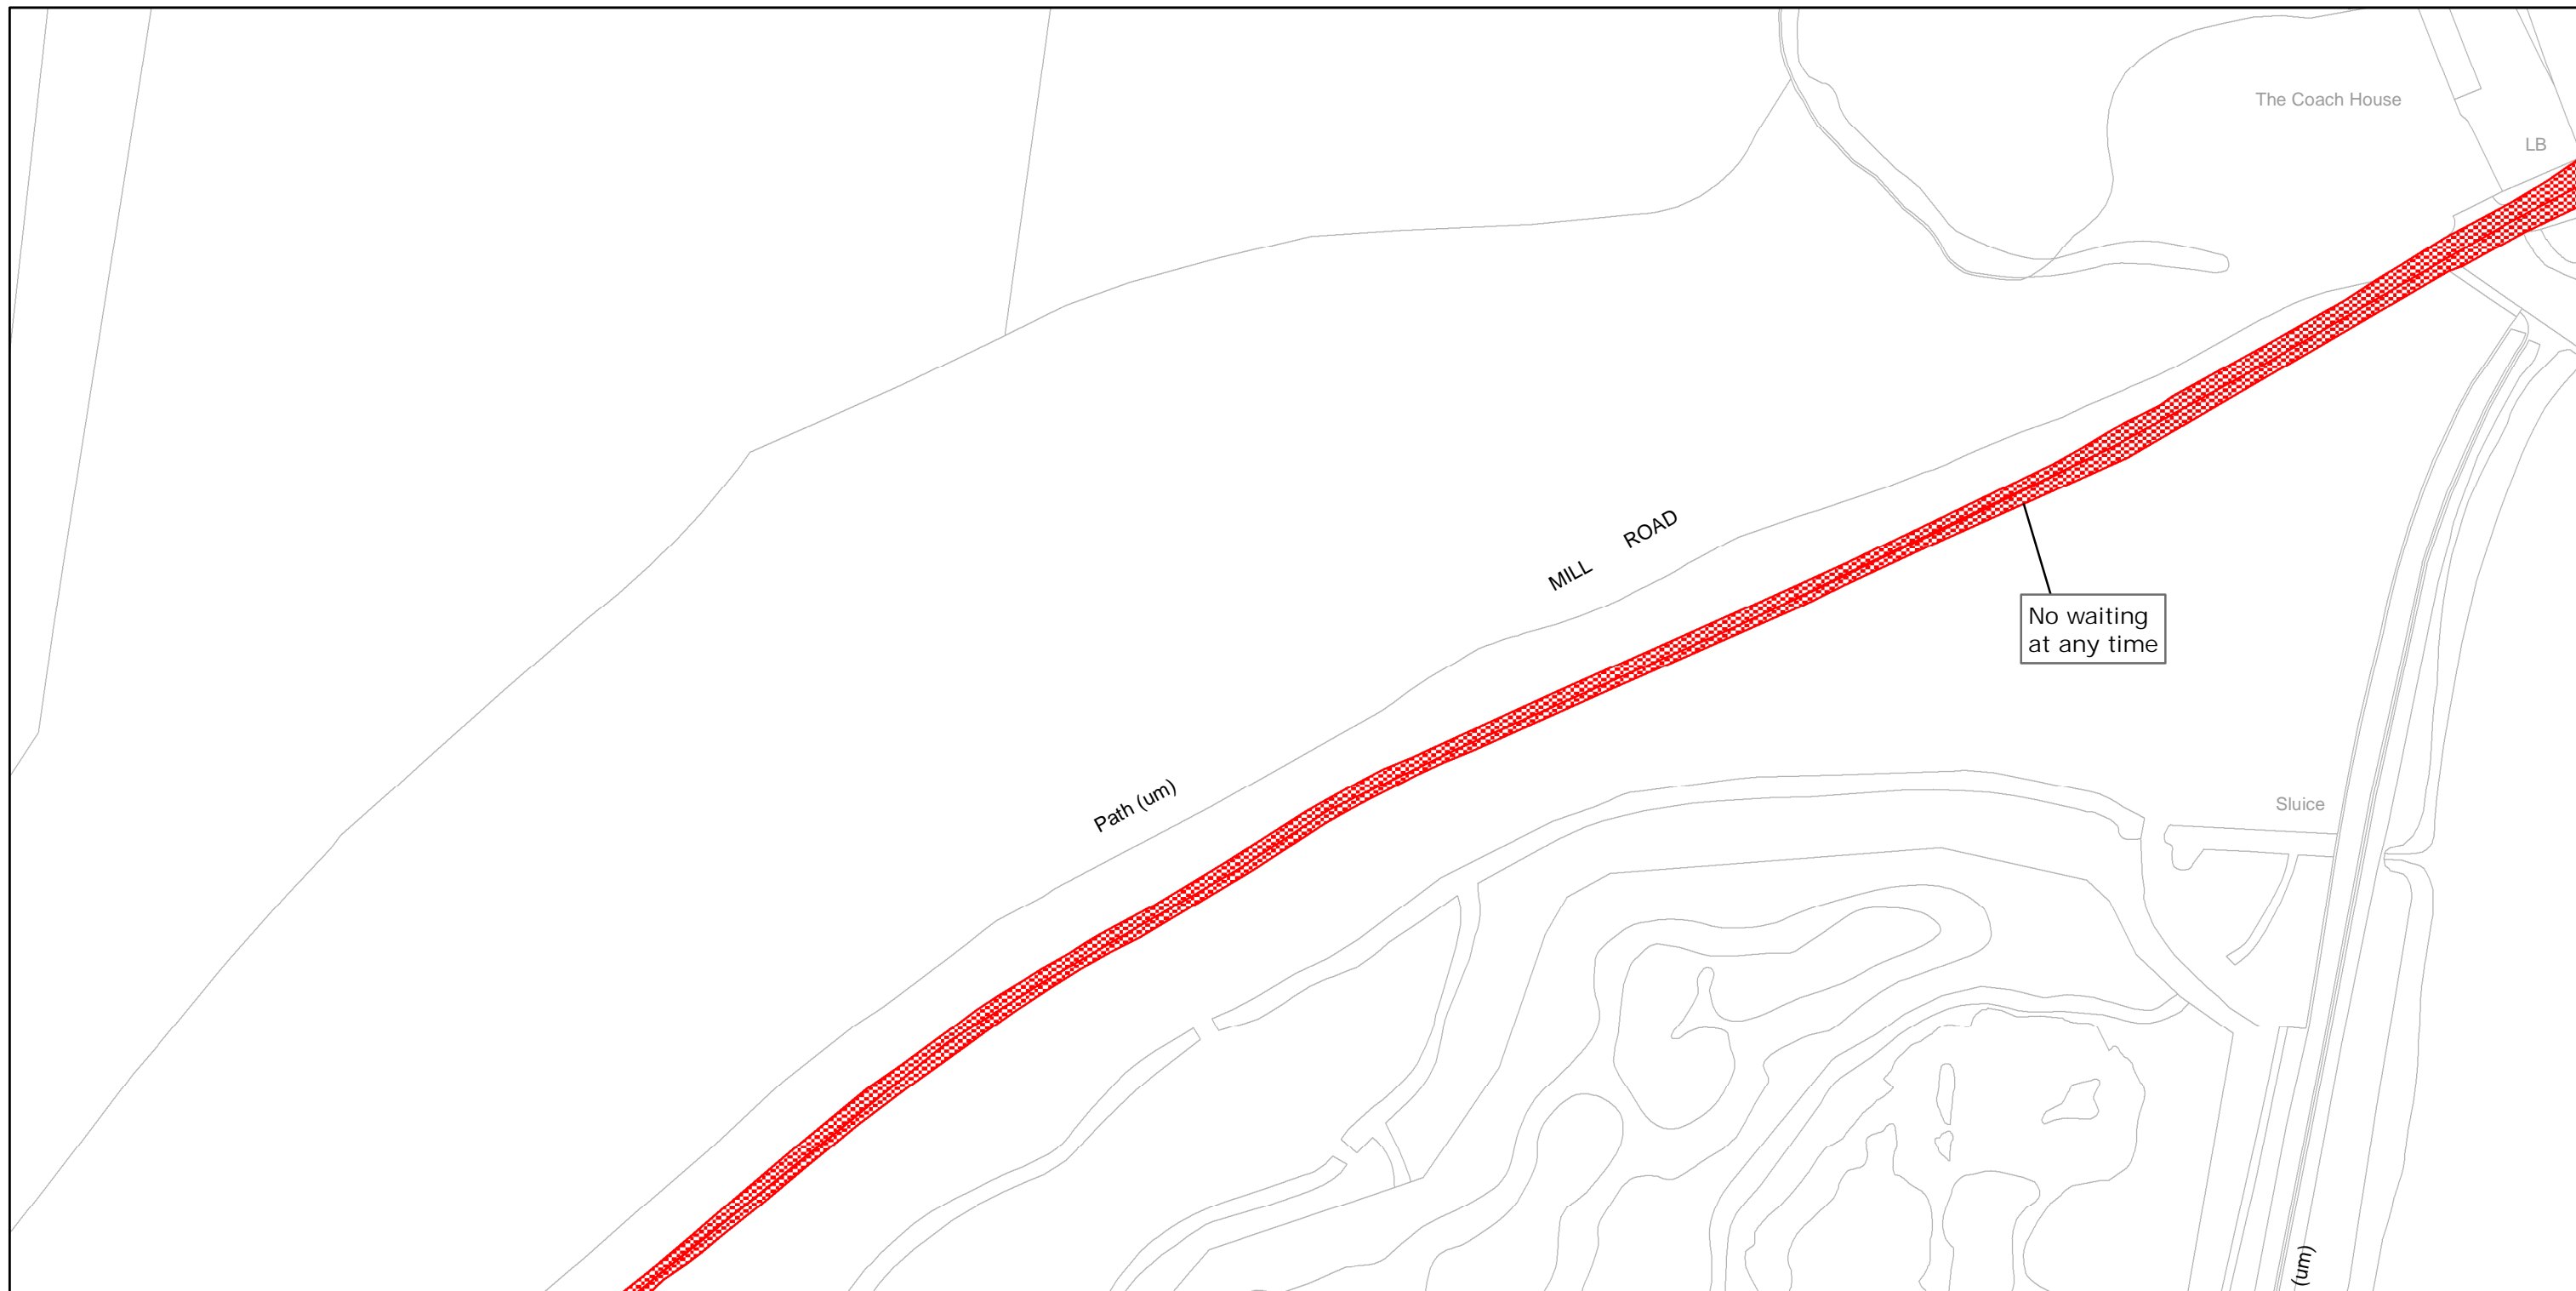 The Coach House
LB
MILL ROAD
No waiting
at any time
Path (um)
Sluice
(um)